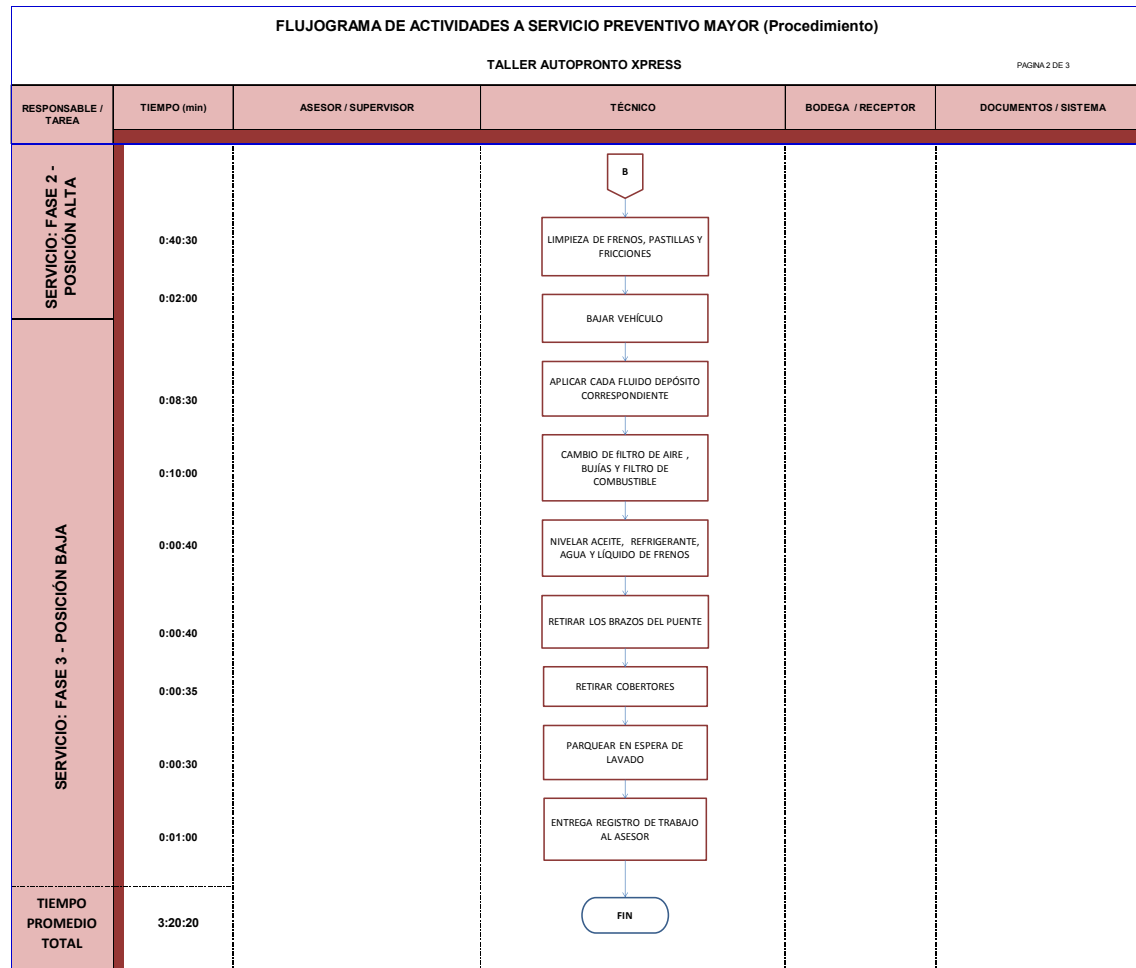 FLUJOGRAMA DE ACTIVIDADES A SERVICIO PREVENTIVO MAYOR (Procedimiento)
TALLER AUTOPRONTO XPRESS
PAGINA 2 DE 3
RESPONSABLE /
TAREA
TIEMPO (min)
ASESOR / SUPERVISOR
TÉCNICO
BODEGA / RECEPTOR
DOCUMENTOS / SISTEMA
SERVICIO: FASE 2 -
POSICIÓN ALTA
B
0:40:30
LIMPIEZA DE FRENOS, PASTILLAS Y
FRICCIONES
0:02:00
BAJAR VEHÍCULO
SERVICIO: FASE 3 - POSICIÓN BAJA
0:08:30
APLICAR CADA FLUIDO DEPÓSITO
CORRESPONDIENTE
0:10:00
CAMBIO DE fILTRO DE AIRE ,
BUJÍAS Y FILTRO DE
COMBUSTIBLE
0:00:40
NIVELAR ACEITE, REFRIGERANTE,
AGUA Y LÍQUIDO DE FRENOS
0:00:40
RETIRAR LOS BRAZOS DEL PUENTE
0:00:35
RETIRAR COBERTORES
0:00:30
PARQUEAR EN ESPERA DE
LAVADO
0:01:00
ENTREGA REGISTRO DE TRABAJO
AL ASESOR
TIEMPO
PROMEDIO
TOTAL
3:20:20
FIN